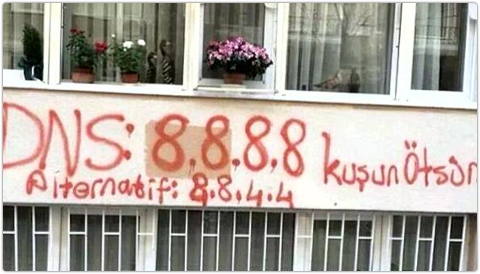 DNS: 8.8.8.8 kuşun Ötsün
Alternatif: 8.8.4.4